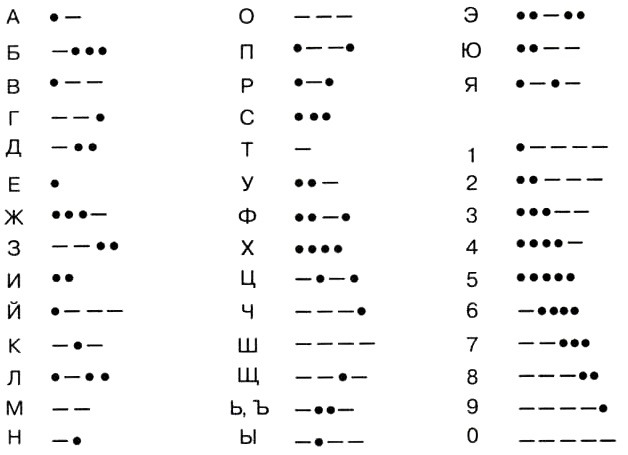 А ●—
Б —●●●
В ●——
Г ——●
Д —●●
Е ●
Ж ●●●—
З ——●●
И ●●
Й ●———
К —●—
Л ●—●●
М ——
Н —●
О ———
П ●——●
Р ●—●
С ●●●
Т —
У ●●—
Ф ●●—●
Х ●●●●
Ц —●—●
Ч ———●
Ш ————
Щ ——●—
Ь, Ъ —●●—
Ы —●——
Э ●●—●●
Ю ●●——
Я ●—●—
1 ●————
2 ●●———
3 ●●●——
4 ●●●●—
5 ●●●●●
6 —●●●●
7 ——●●●
8 ———●●
9 ————●
0 —————